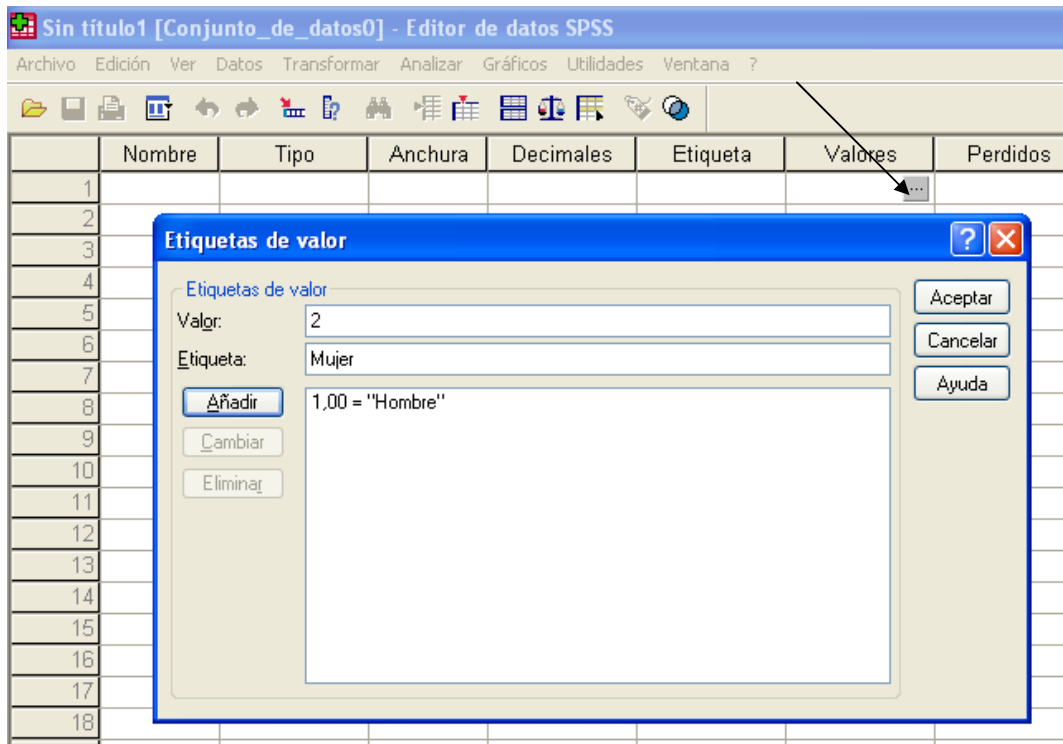 Sin título1 [Conjunto_de_datos0] - Editor de datos SPSS
Archivo Edición Ver Datos Transformar Analizar Gráficos Utilidades Ventana ?
Nombre Tipo Anchura Decimales Etiqueta Valores Perdidos
1 ...
2
Etiquetas de valor
3
4
Etiquetas de valor
Aceptar
5
Valor: 2
6
Cancelar
Etiqueta: Mujer
7
Ayuda
8
Añadir 1,00 = "Hombre"
9
Cambiar
10
Eliminar
11
12
13
14
15
16
17
18